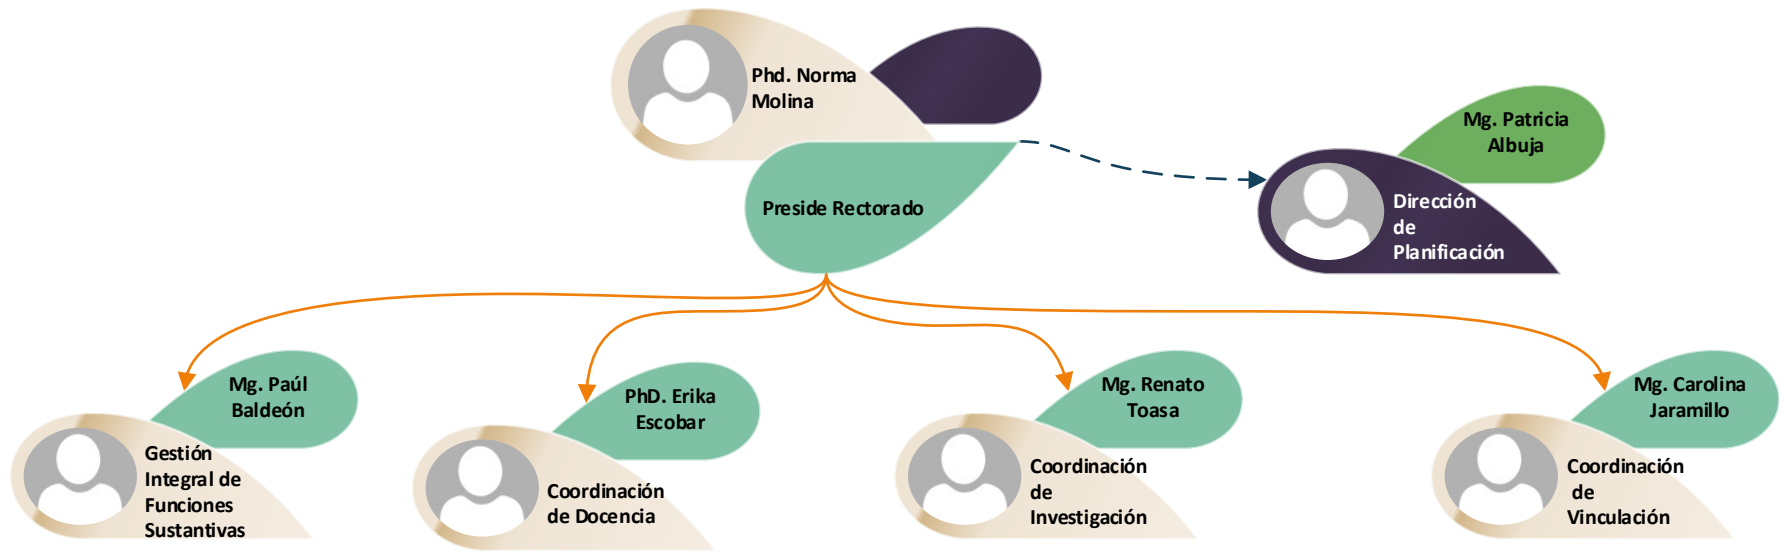 Phd. Norma
Molina
Preside Rectorado
Mg. Patricia
Albuja
Dirección
de
Planificación
Mg. Paúl
Baldeón
Gestión
Integral de
Funciones
Sustantivas
PhD. Erika
Escobar
Coordinación
de Docencia
Mg. Renato
Toasa
Coordinación
de
Investigación
Mg. Carolina
Jaramillo
Coordinación
de
Vinculación